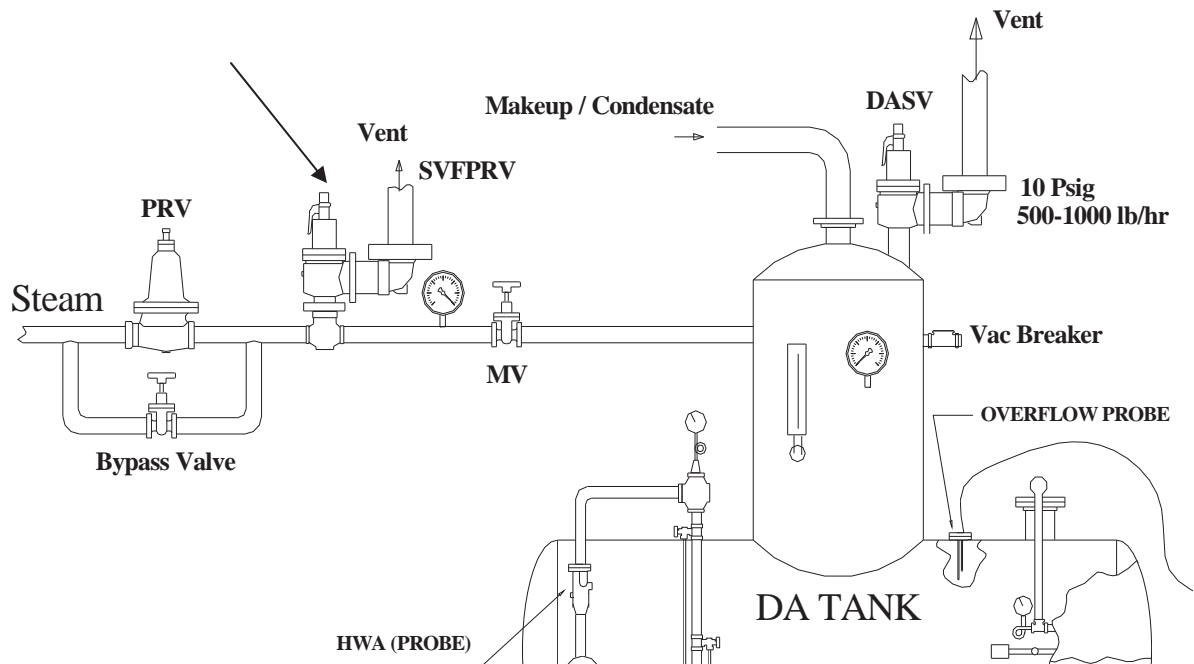 Vent
Makeup / Condensate
DASV
Vent
SVFPRV
10 Psig
500-1000 lb/hr
PRV
Steam
Vac Breaker
MV
OVERFLOW PROBE
Bypass Valve
DA TANK
HWA (PROBE)